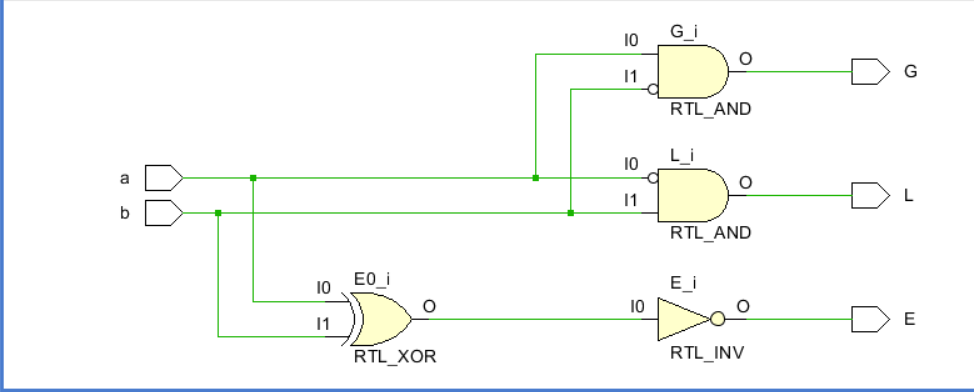 G_i
I0
O
I1
G
RTL_AND
L_i
a
I0
O
I1
L
b
RTL_AND
E0_i
E_i
I0
O
I0
O
I1
E
RTL_XOR
RTL_INV